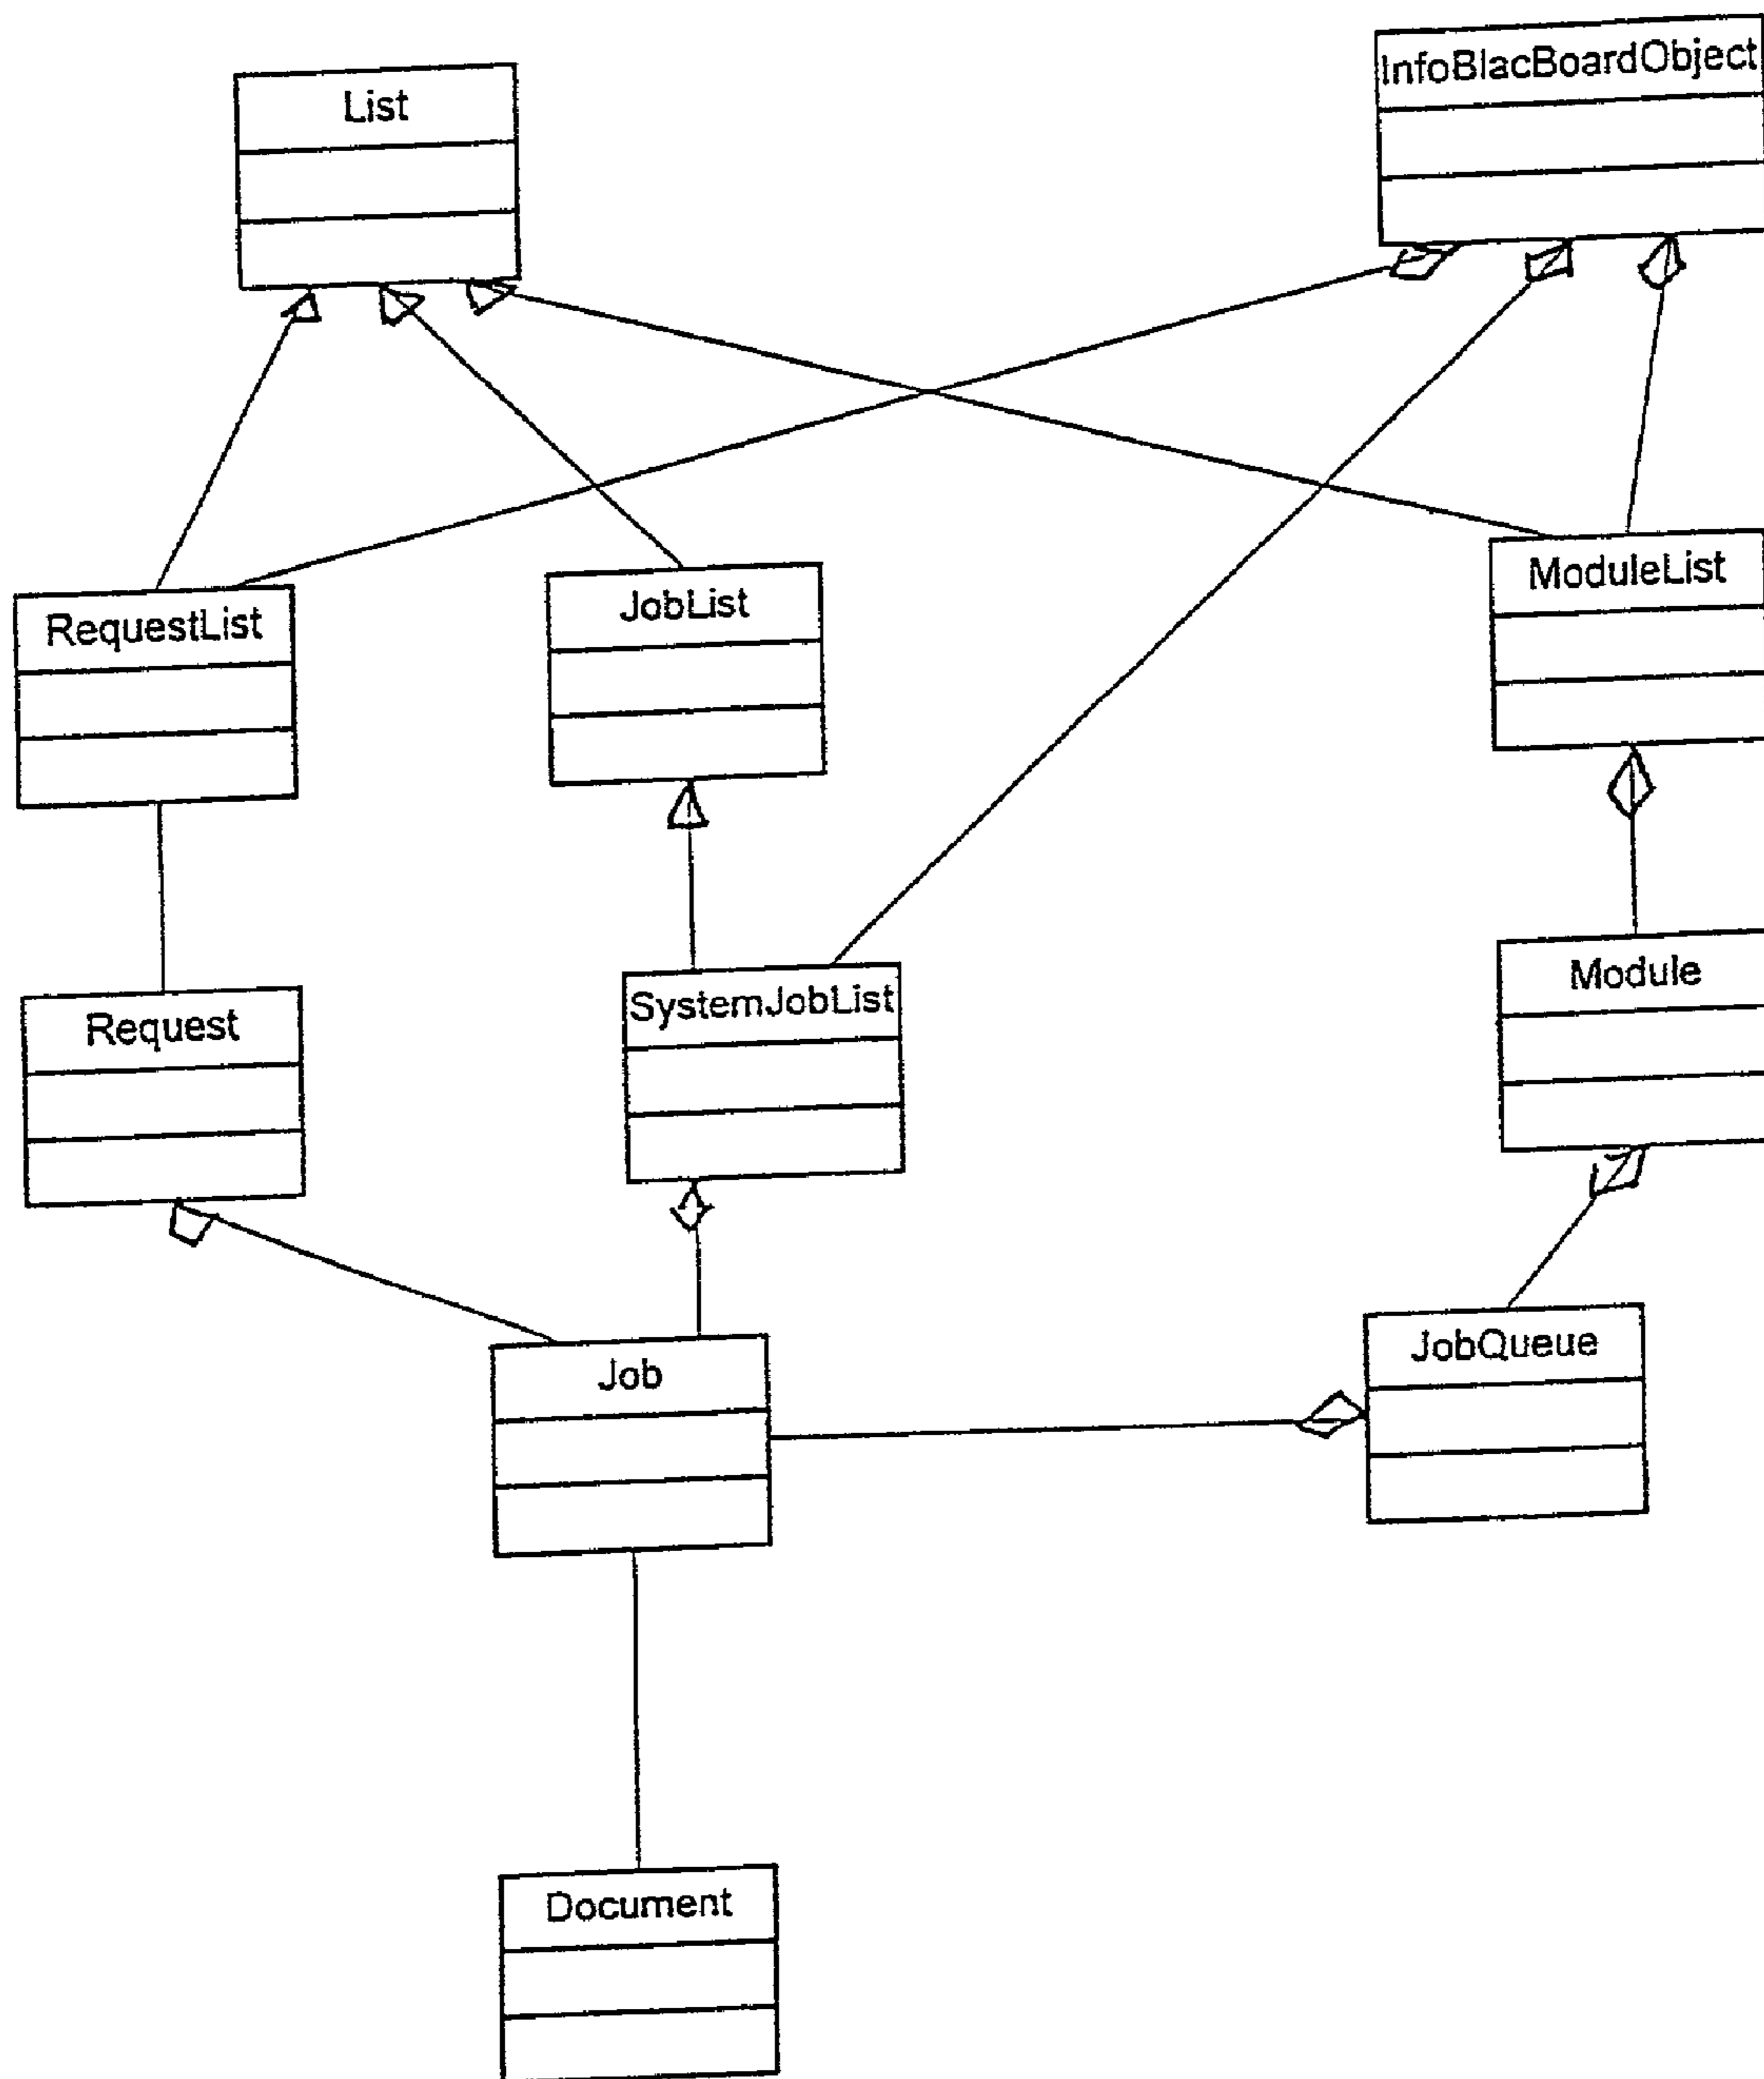 List
InfoBlacBoardObject
RequestList
JobList
ModuleList
Request
SystemJobList
Module
Job
JobQueue
Document